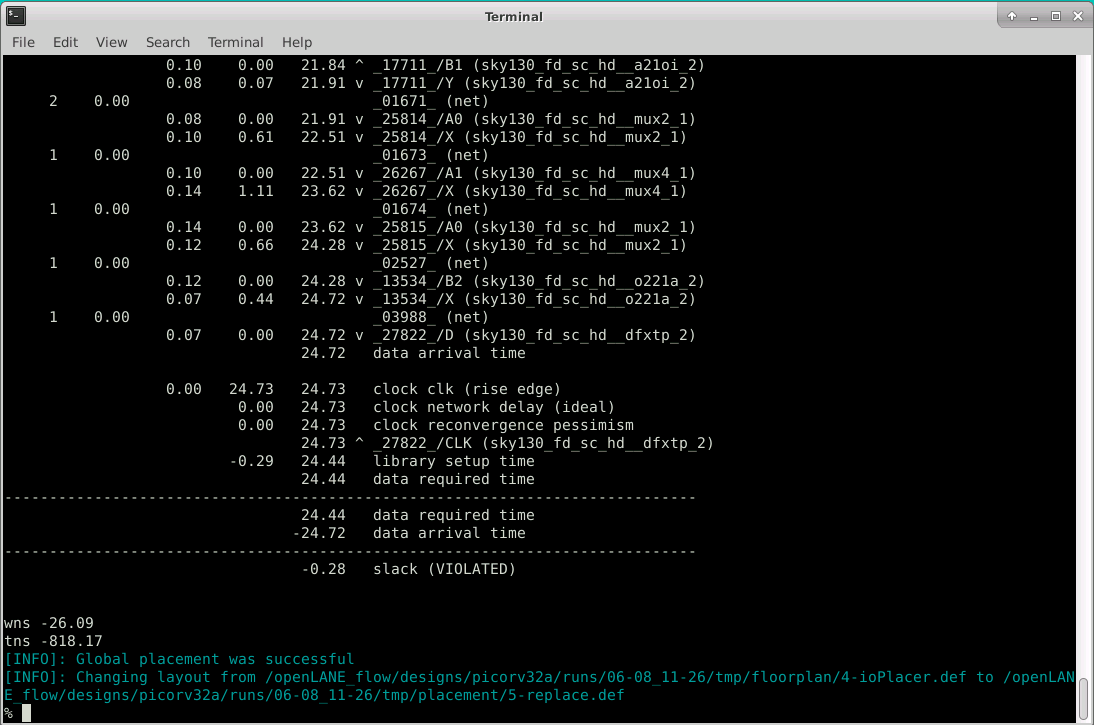 Terminal
File Edit View Search Terminal Help
0.10 0.00 21.84 ^ _17711_/B1 (sky130_fd_sc_hd__a21oi_2)
0.08 0.07 21.91 v _17711_/Y (sky130_fd_sc_hd__a21oi_2)
2 0.00 _01671_ (net)
0.08 0.00 21.91 v _25814_/A0 (sky130_fd_sc_hd__mux2_1)
0.10 0.61 22.51 v _25814_/X (sky130_fd_sc_hd__mux2_1)
1 0.00 _01673_ (net)
0.10 0.00 22.51 v _26267_/A1 (sky130_fd_sc_hd__mux4_1)
0.14 1.11 23.62 v _26267_/X (sky130_fd_sc_hd__mux4_1)
1 0.00 _01674_ (net)
0.14 0.00 23.62 v _25815_/A0 (sky130_fd_sc_hd__mux2_1)
0.12 0.66 24.28 v _25815_/X (sky130_fd_sc_hd__mux2_1)
1 0.00 _02527_ (net)
0.12 0.00 24.28 v _13534_/B2 (sky130_fd_sc_hd__o221a_2)
0.07 0.44 24.72 v _13534_/X (sky130_fd_sc_hd__o221a_2)
1 0.00 _03988_ (net)
0.07 0.00 24.72 v _27822_/D (sky130_fd_sc_hd__dfxtp_2)
24.72 data arrival time
0.00 24.73 24.73 clock clk (rise edge)
0.00 24.73 clock network delay (ideal)
0.00 24.73 clock reconvergence pessimism
24.73 ^ _27822_/CLK (sky130_fd_sc_hd__dfxtp_2)
-0.29 24.44 library setup time
24.44 data required time
-----------------------------------------------------------------------------
24.44 data required time
-24.72 data arrival time
-----------------------------------------------------------------------------
-0.28 slack (VIOLATED)
wns -26.09
tns -818.17
[INFO]: Global placement was successful
[INFO]: Changing layout from /openLANE_flow/designs/picorv32a/runs/06-08_11-26/tmp/floorplan/4-ioPlacer.def to /openLAN
E_flow/designs/picorv32a/runs/06-08_11-26/tmp/placement/5-replace.def
%